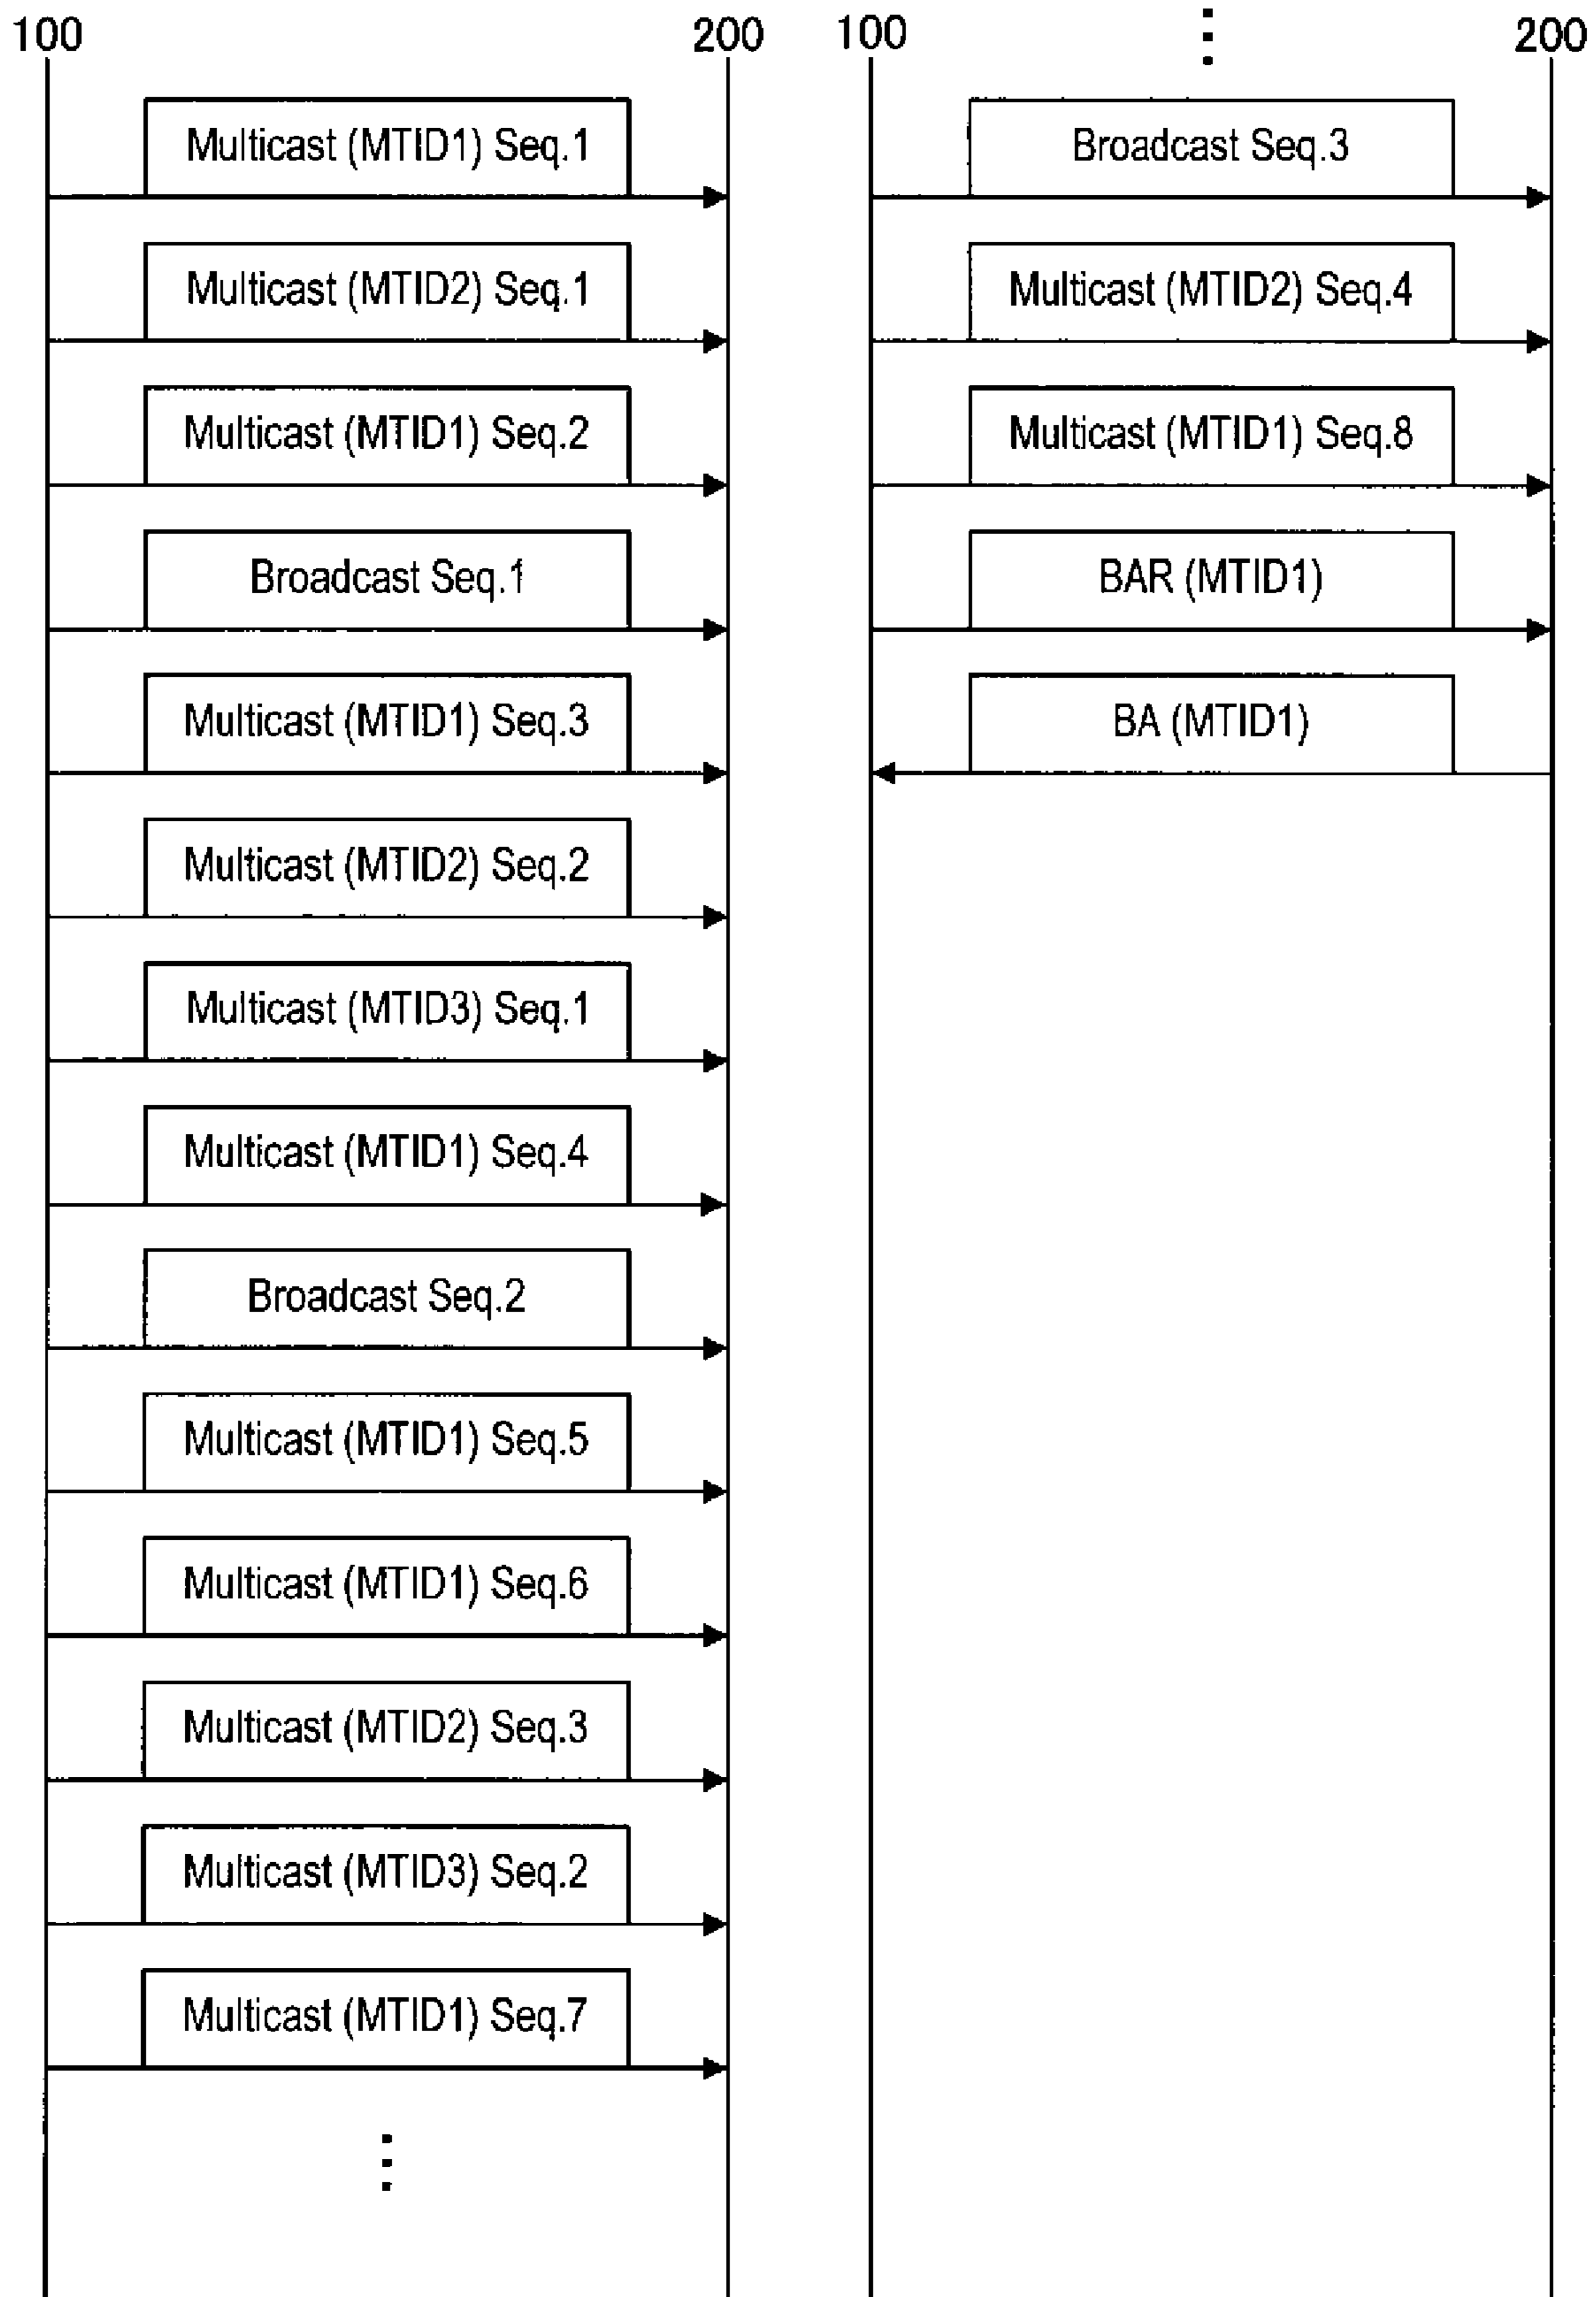 100 200
Multicast (MTID1) Seq.1
Multicast (MTID2) Seq.1
Multicast (MTID1) Seq.2
Broadcast Seq.1
Multicast (MTID1) Seq.3
Multicast (MTID2) Seq.2
Multicast (MTID3) Seq.1
Multicast (MTID1) Seq.4
Broadcast Seq.2
Multicast (MTID1) Seq.5
Multicast (MTID1) Seq.6
Multicast (MTID2) Seq.3
Multicast (MTID3) Seq.2
Multicast (MTID1) Seq.7
100 200
Broadcast Seq.3
Multicast (MTID2) Seq.4
Multicast (MTID1) Seq.8
BAR (MTID1)
BA (MTID1)